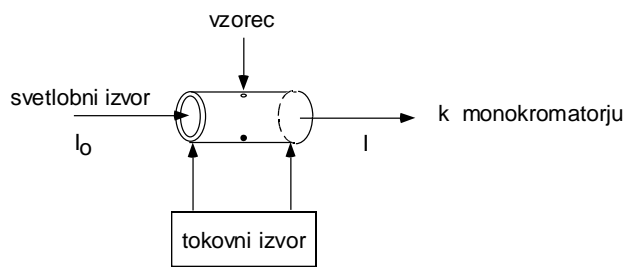 vzorec
svetlobni izvor
Io
k monokromatorju
I
tokovni izvor